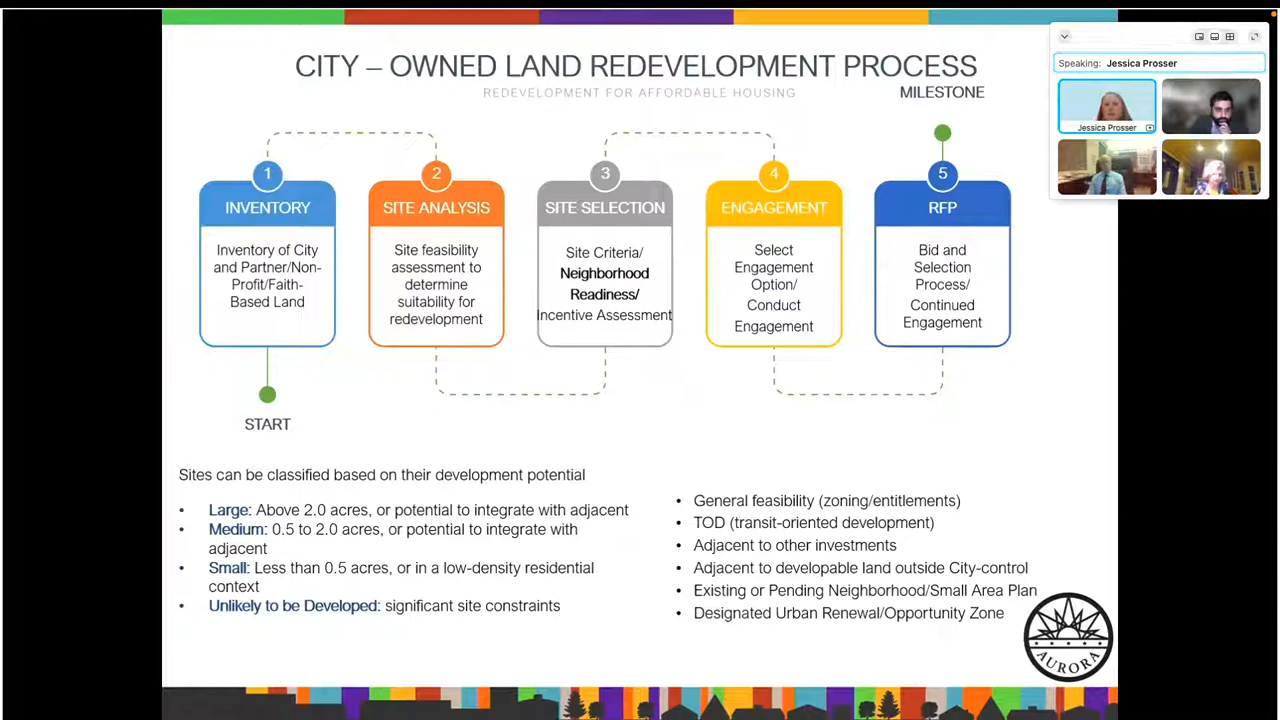 CITY – OWNED LAND REDEVELOPMENT PROCESS
REDEVELOPMENT FOR AFFORDABLE HOUSING
MILESTONE
Speaking: Jessica Prosser
Jessica Prosser
1
INVENTORY
Inventory of City
and Partner/Non-
Profit/Faith-
Based Land
START
2
SITE ANALYSIS
Site feasibility
assessment to
determine
suitability for
redevelopment
3
SITE SELECTION
Site Criteria/
Neighborhood
Readiness/
Incentive Assessment
4
ENGAGEMENT
Select
Engagement
Option/
Conduct
Engagement
5
RFP
Bid and
Selection
Process/
Continued
Engagement
Sites can be classified based on their development potential
• Large: Above 2.0 acres, or potential to integrate with adjacent
• Medium: 0.5 to 2.0 acres, or potential to integrate with
adjacent
• Small: Less than 0.5 acres, or in a low-density residential
context
• Unlikely to be Developed: significant site constraints
• General feasibility (zoning/entitlements)
• TOD (transit-oriented development)
• Adjacent to other investments
• Adjacent to developable land outside City-control
• Existing or Pending Neighborhood/Small Area Plan
• Designated Urban Renewal/Opportunity Zone
AURORA